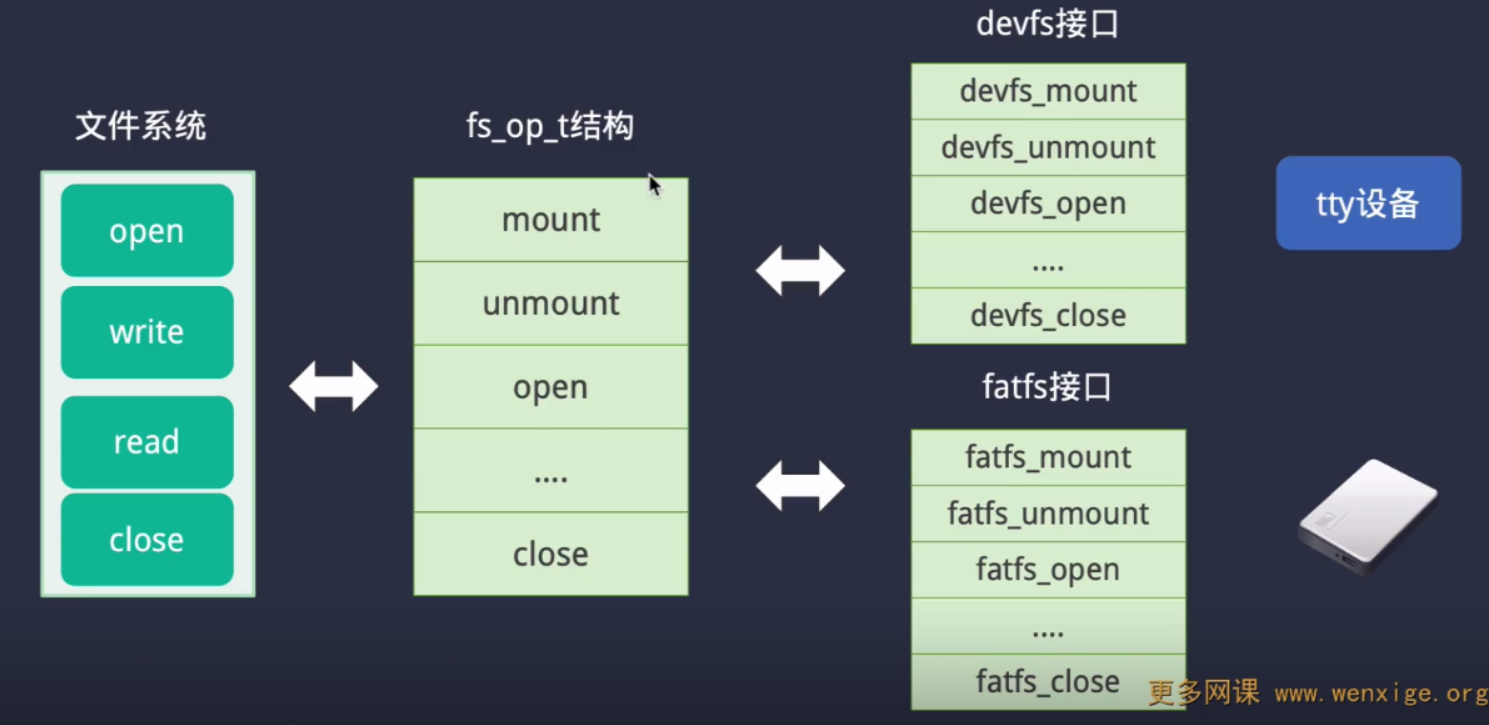 文件系统
open
write
read
close
fs_op_t结构
mount
unmount
open
....
close
devfs接口
devfs_mount
devfs_unmount
devfs_open
....
devfs_close
tty设备
fatfs接口
fatfs_mount
fatfs_unmount
fatfs_open
....
fatfs_close
更多网课 www.wenxige.org